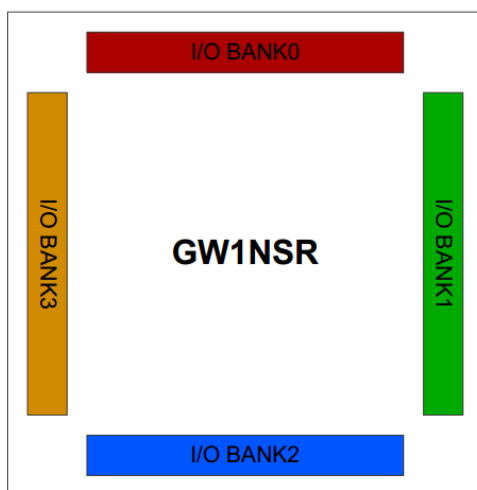 I/O BANK0
I/O BANK3
GW1NSR
I/O BANK1
I/O BANK2